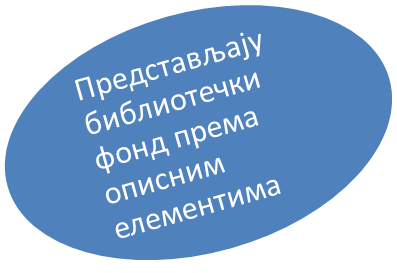 Представљају
библиотечки
фонд према
описним
елементима